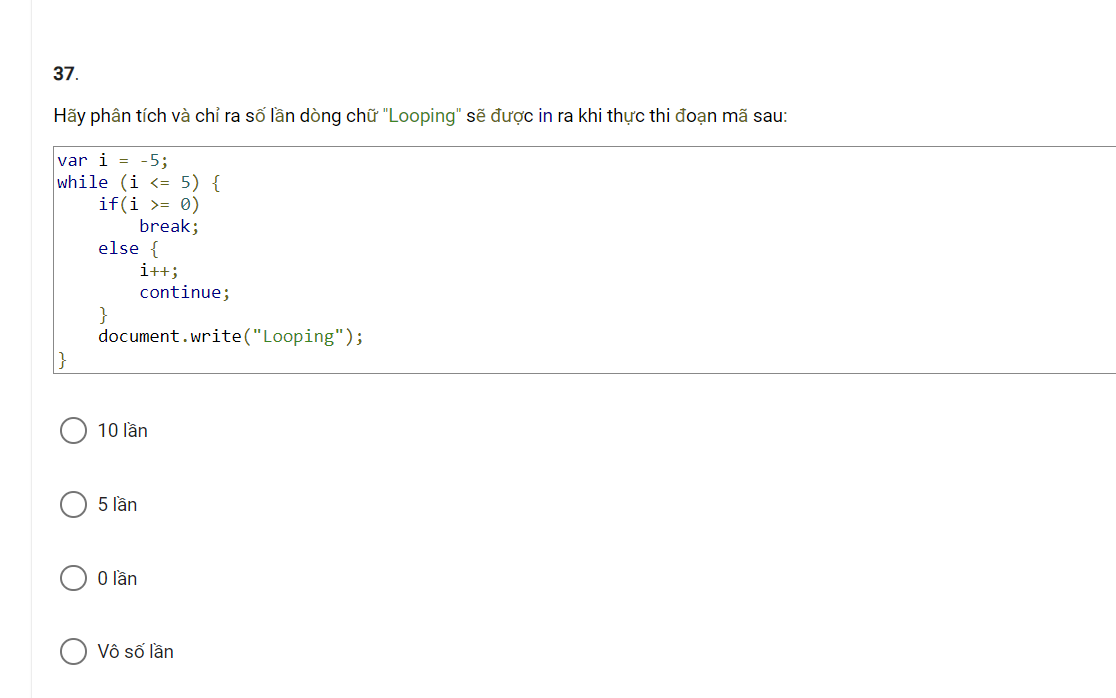 37.
Hãy phân tích và chỉ ra số lần dòng chữ "Looping" sẽ được in ra khi thực thi đoạn mã sau:
var i = -5;
while (i <= 5) {
    if(i >= 0)
        break;
    else {
        i++;
        continue;
    }
    document.write("Looping");
}
10 lần
5 lần
0 lần
Vô số lần